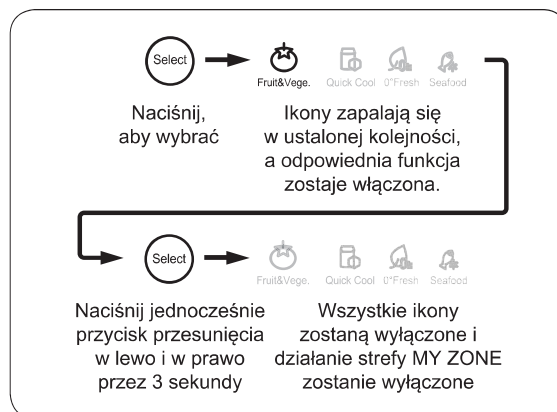 Select
Fruit&Vege. Quick Cool 0°Fresh Seafood
Naciśnij,
aby wybrać
Ikony zapalają się
w ustalonej kolejności,
a odpowiednia funkcja
zostaje włączona.
Select
Fruit&Vege. Quick Cool 0°Fresh Seafood
Naciśnij jednocześnie
przycisk przesunięcia
w lewo i w prawo
przez 3 sekundy
Wszystkie ikony
zostaną wyłączone i
działanie strefy MY ZONE
zostanie wyłączone